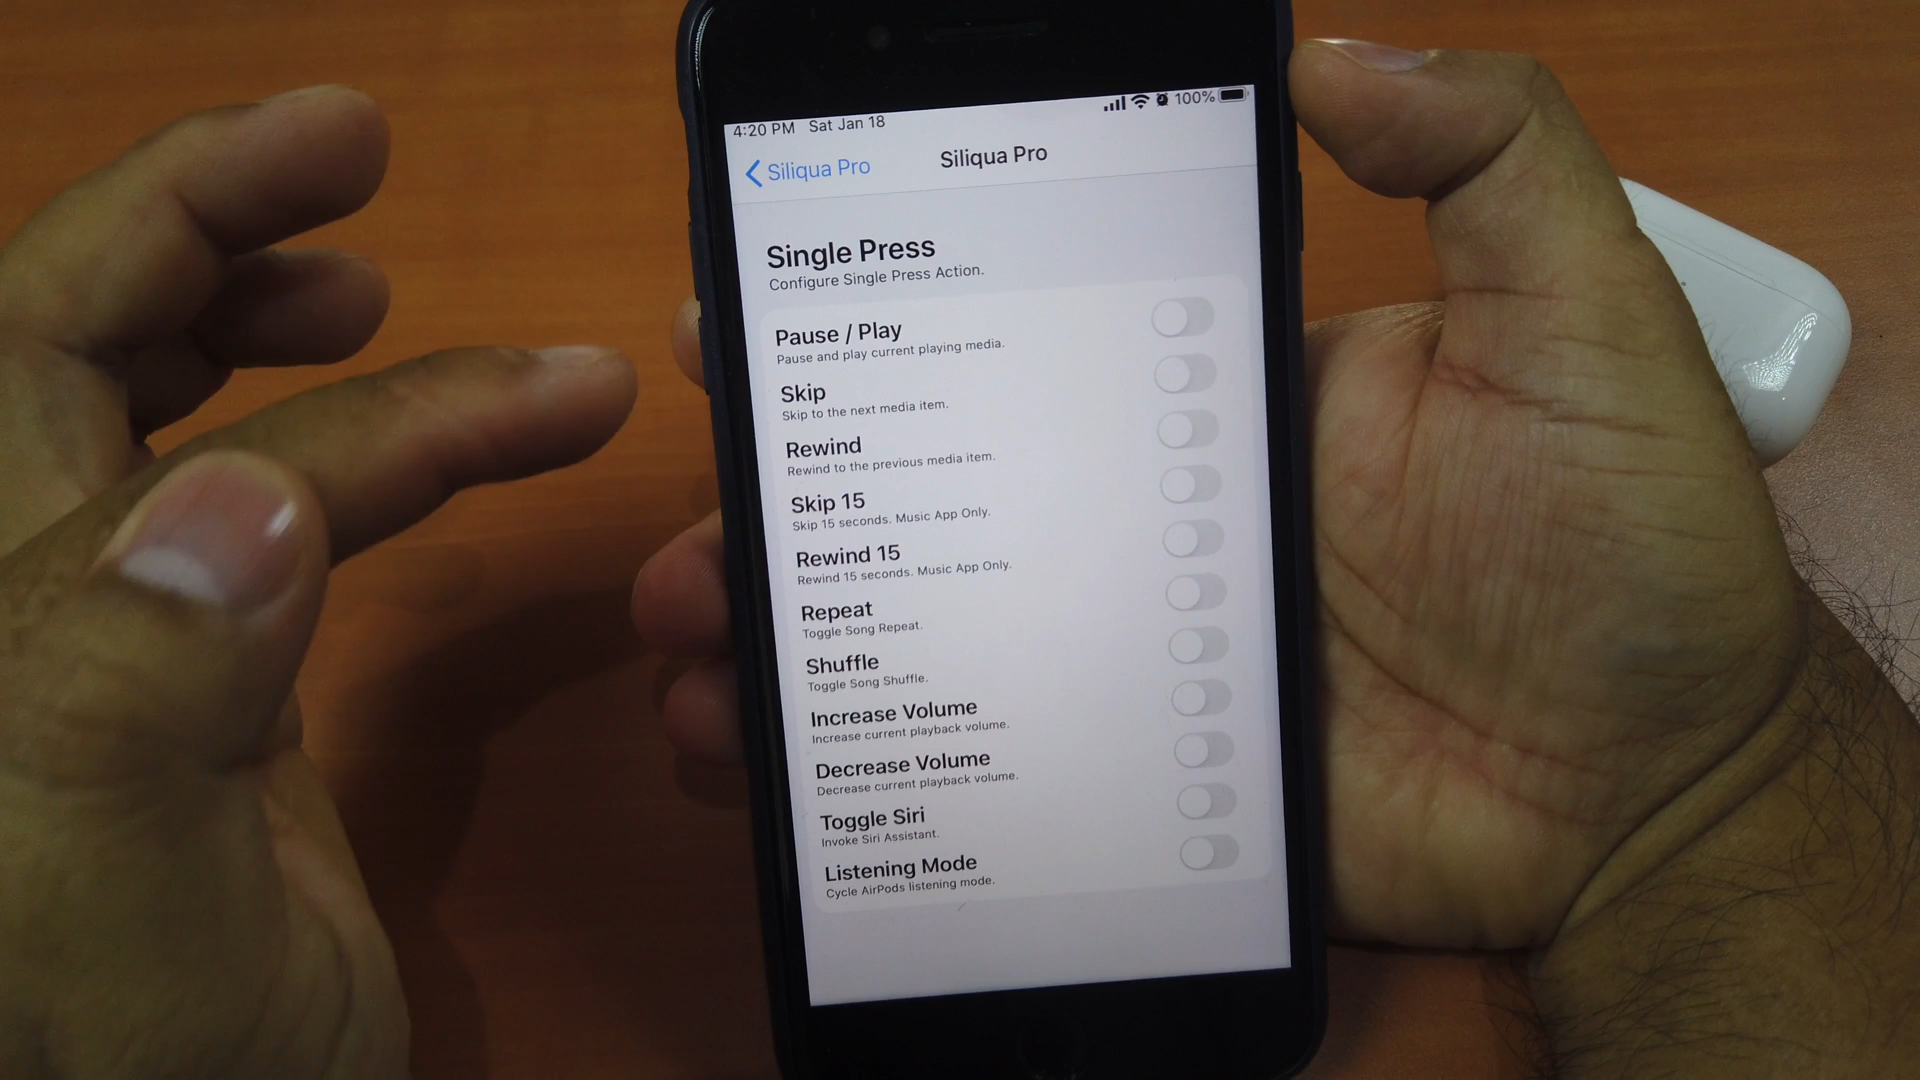 4:20 PM Sat Jan 18 100%
Siliqua Pro Siliqua Pro
Single Press
Configure Single Press Action.
Pause / Play
Pause and play current playing media.
Skip
Skip to the next media item.
Rewind
Rewind to the previous media item.
Skip 15
Skip 15 seconds. Music App Only.
Rewind 15
Rewind 15 seconds. Music App Only.
Repeat
Toggle Song Repeat.
Shuffle
Toggle Song Shuffle.
Increase Volume
Increase current playback volume.
Decrease Volume
Decrease current playback volume.
Toggle Siri
Invoke Siri Assistant.
Listening Mode
Cycle AirPods listening mode.